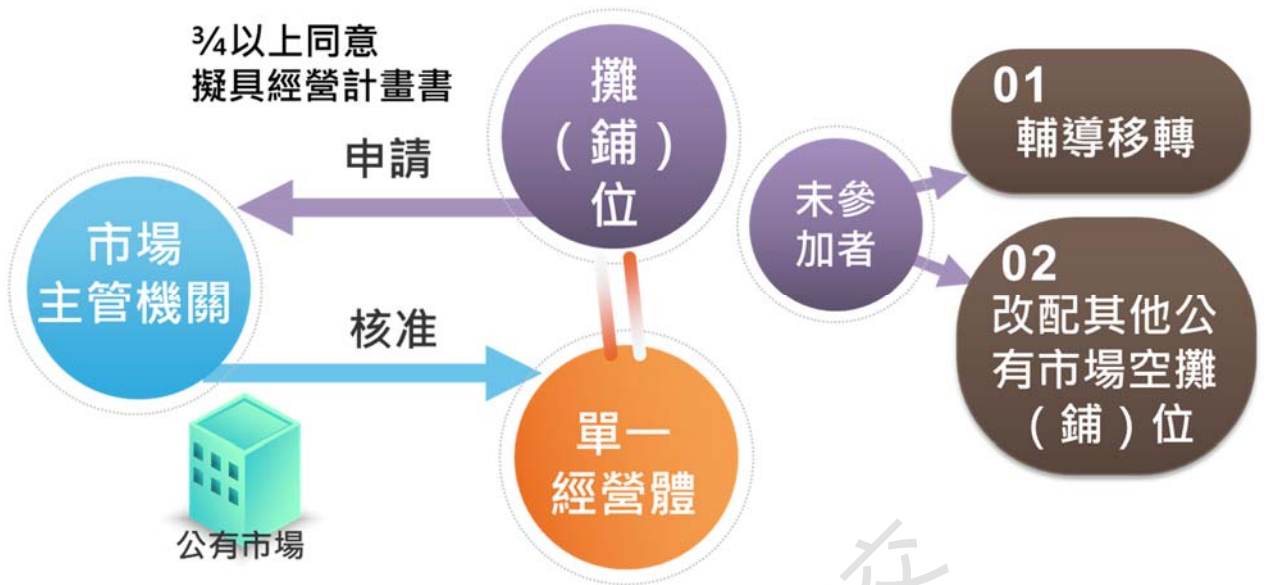 ¾以上同意
擬具經營計畫書
申請
攤
（鋪）
位
市場
主管機關
核准
單一
經營體
公有市場
未參
加者
01
輔導移轉
02
改配其他公
有市場空攤
（鋪）位